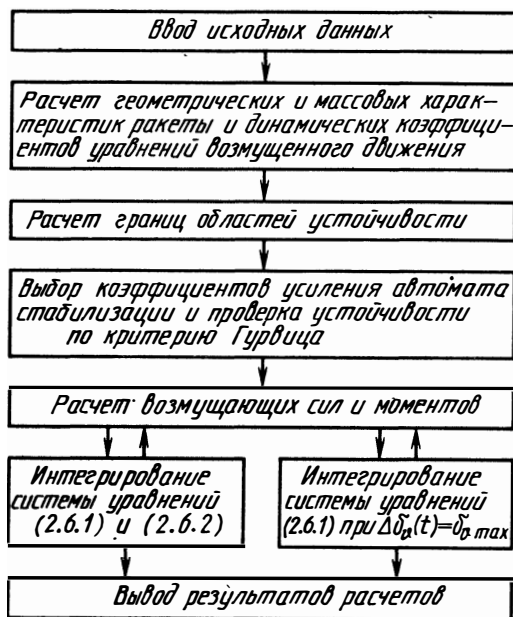 Ввод исходных данных
Расчет геометрических и массовых харак-
теристик ракеты и динамических коэффици-
ентов уравнений возмущенного движения
Расчет границ областей устойчивости
Выбор коэффициентов усиления автомата
стабилизации и проверка устойчивости
по критерию Гурвица
Расчет возмущающих сил и моментов
Интегрирование
системы уравнений
(2.6.1) и (2.6.2)
Интегрирование
системы уравнений
(2.6.1) при Δδ̃ϑ(t)=δ̃ϑ max
Вывод результатов расчетов